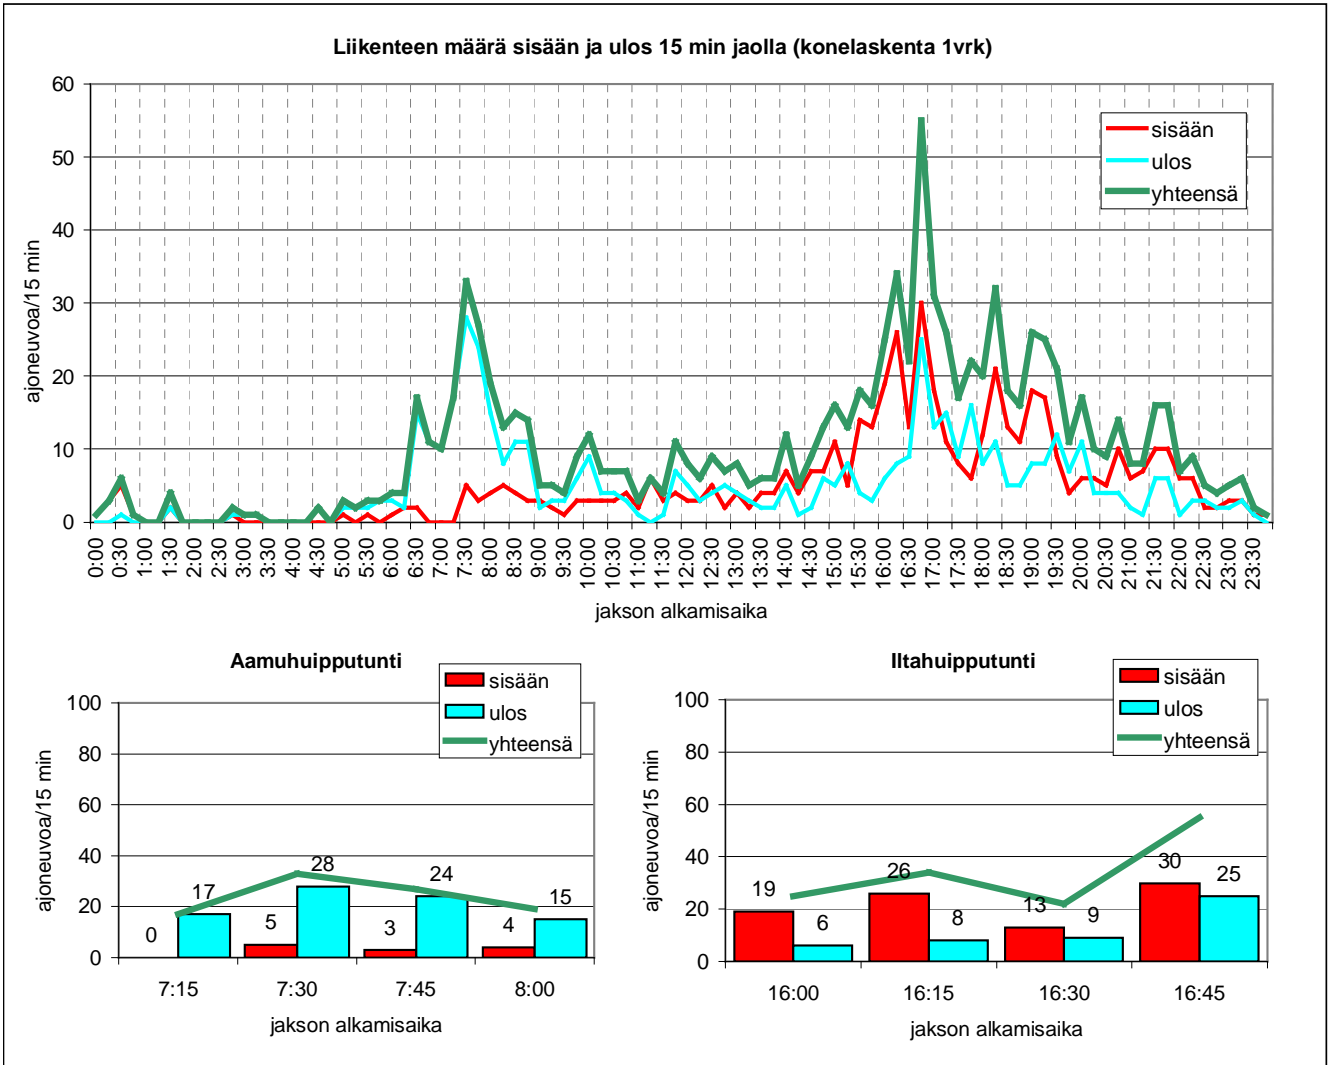 Liikenteen määrä sisään ja ulos 15 min jaolla (konelaskenta 1vrk)
60
50
40
30
20
10
0
ajoneuvoa/15 min
sisään
ulos
yhteensä
0:00 0:30 1:00 1:30 2:00 2:30 3:00 3:30 4:00 4:30 5:00 5:30 6:00 6:30 7:00 7:30 8:00 8:30 9:00 9:30 10:00 10:30 11:00 11:30 12:00 12:30 13:00 13:30 14:00 14:30 15:00 15:30 16:00 16:30 17:00 17:30 18:00 18:30 19:00 19:30 20:00 20:30 21:00 21:30 22:00 22:30 23:00 23:30
jakson alkamisaika
Aamuhuipputunti
sisään
ulos
yhteensä
100
80
60
40
20
0
ajoneuvoa/15 min
0 17 5 28 3 24 4 15
7:15 7:30 7:45 8:00
jakson alkamisaika
Iltahuipputunti
sisään
ulos
yhteensä
100
80
60
40
20
0
ajoneuvoa/15 min
19 6 26 8 13 9 30 25
16:00 16:15 16:30 16:45
jakson alkamisaika